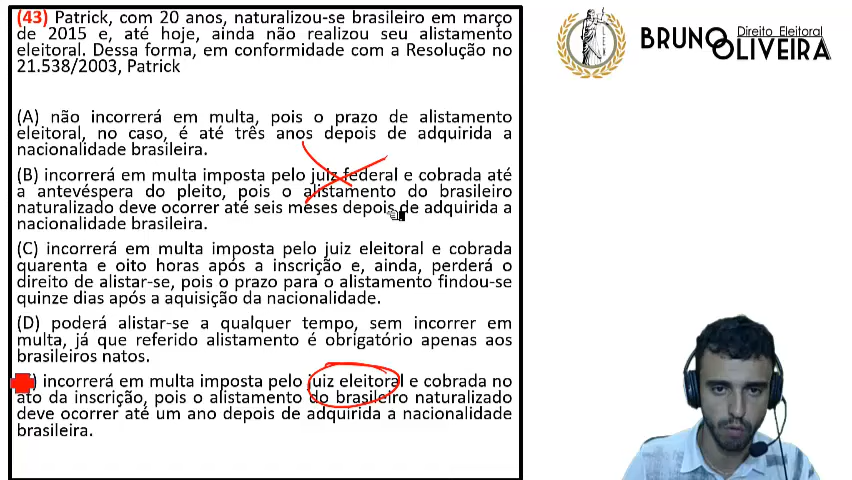 (43) Patrick, com 20 anos, naturalizou-se brasileiro em março
de 2015 e, até hoje, ainda não realizou seu alistamento
eleitoral. Dessa forma, em conformidade com a Resolução no
21.538/2003, Patrick
(A) não incorrerá em multa, pois o prazo de alistamento
eleitoral, no caso, é até três anos depois de adquirida a
nacionalidade brasileira.
(B) incorrerá em multa imposta pelo juiz federal e cobrada até
a antevéspera do pleito, pois o alistamento do brasileiro
naturalizado deve ocorrer até seis meses depois de adquirida a
nacionalidade brasileira.
(C) incorrerá em multa imposta pelo juiz eleitoral e cobrada
quarenta e oito horas após a inscrição e, ainda, perderá o
direito de alistar-se, pois o prazo para o alistamento findou-se
quinze dias após a aquisição da nacionalidade.
(D) poderá alistar-se a qualquer tempo, sem incorrer em
multa, já que referido alistamento é obrigatório apenas aos
brasileiros natos.
) incorrerá em multa imposta pelo juiz eleitoral e cobrada no
ato da inscrição, pois o alistamento do brasileiro naturalizado
deve ocorrer até um ano depois de adquirida a nacionalidade
brasileira.
Direito Eleitoral
BRUNO
OLIVEIRA